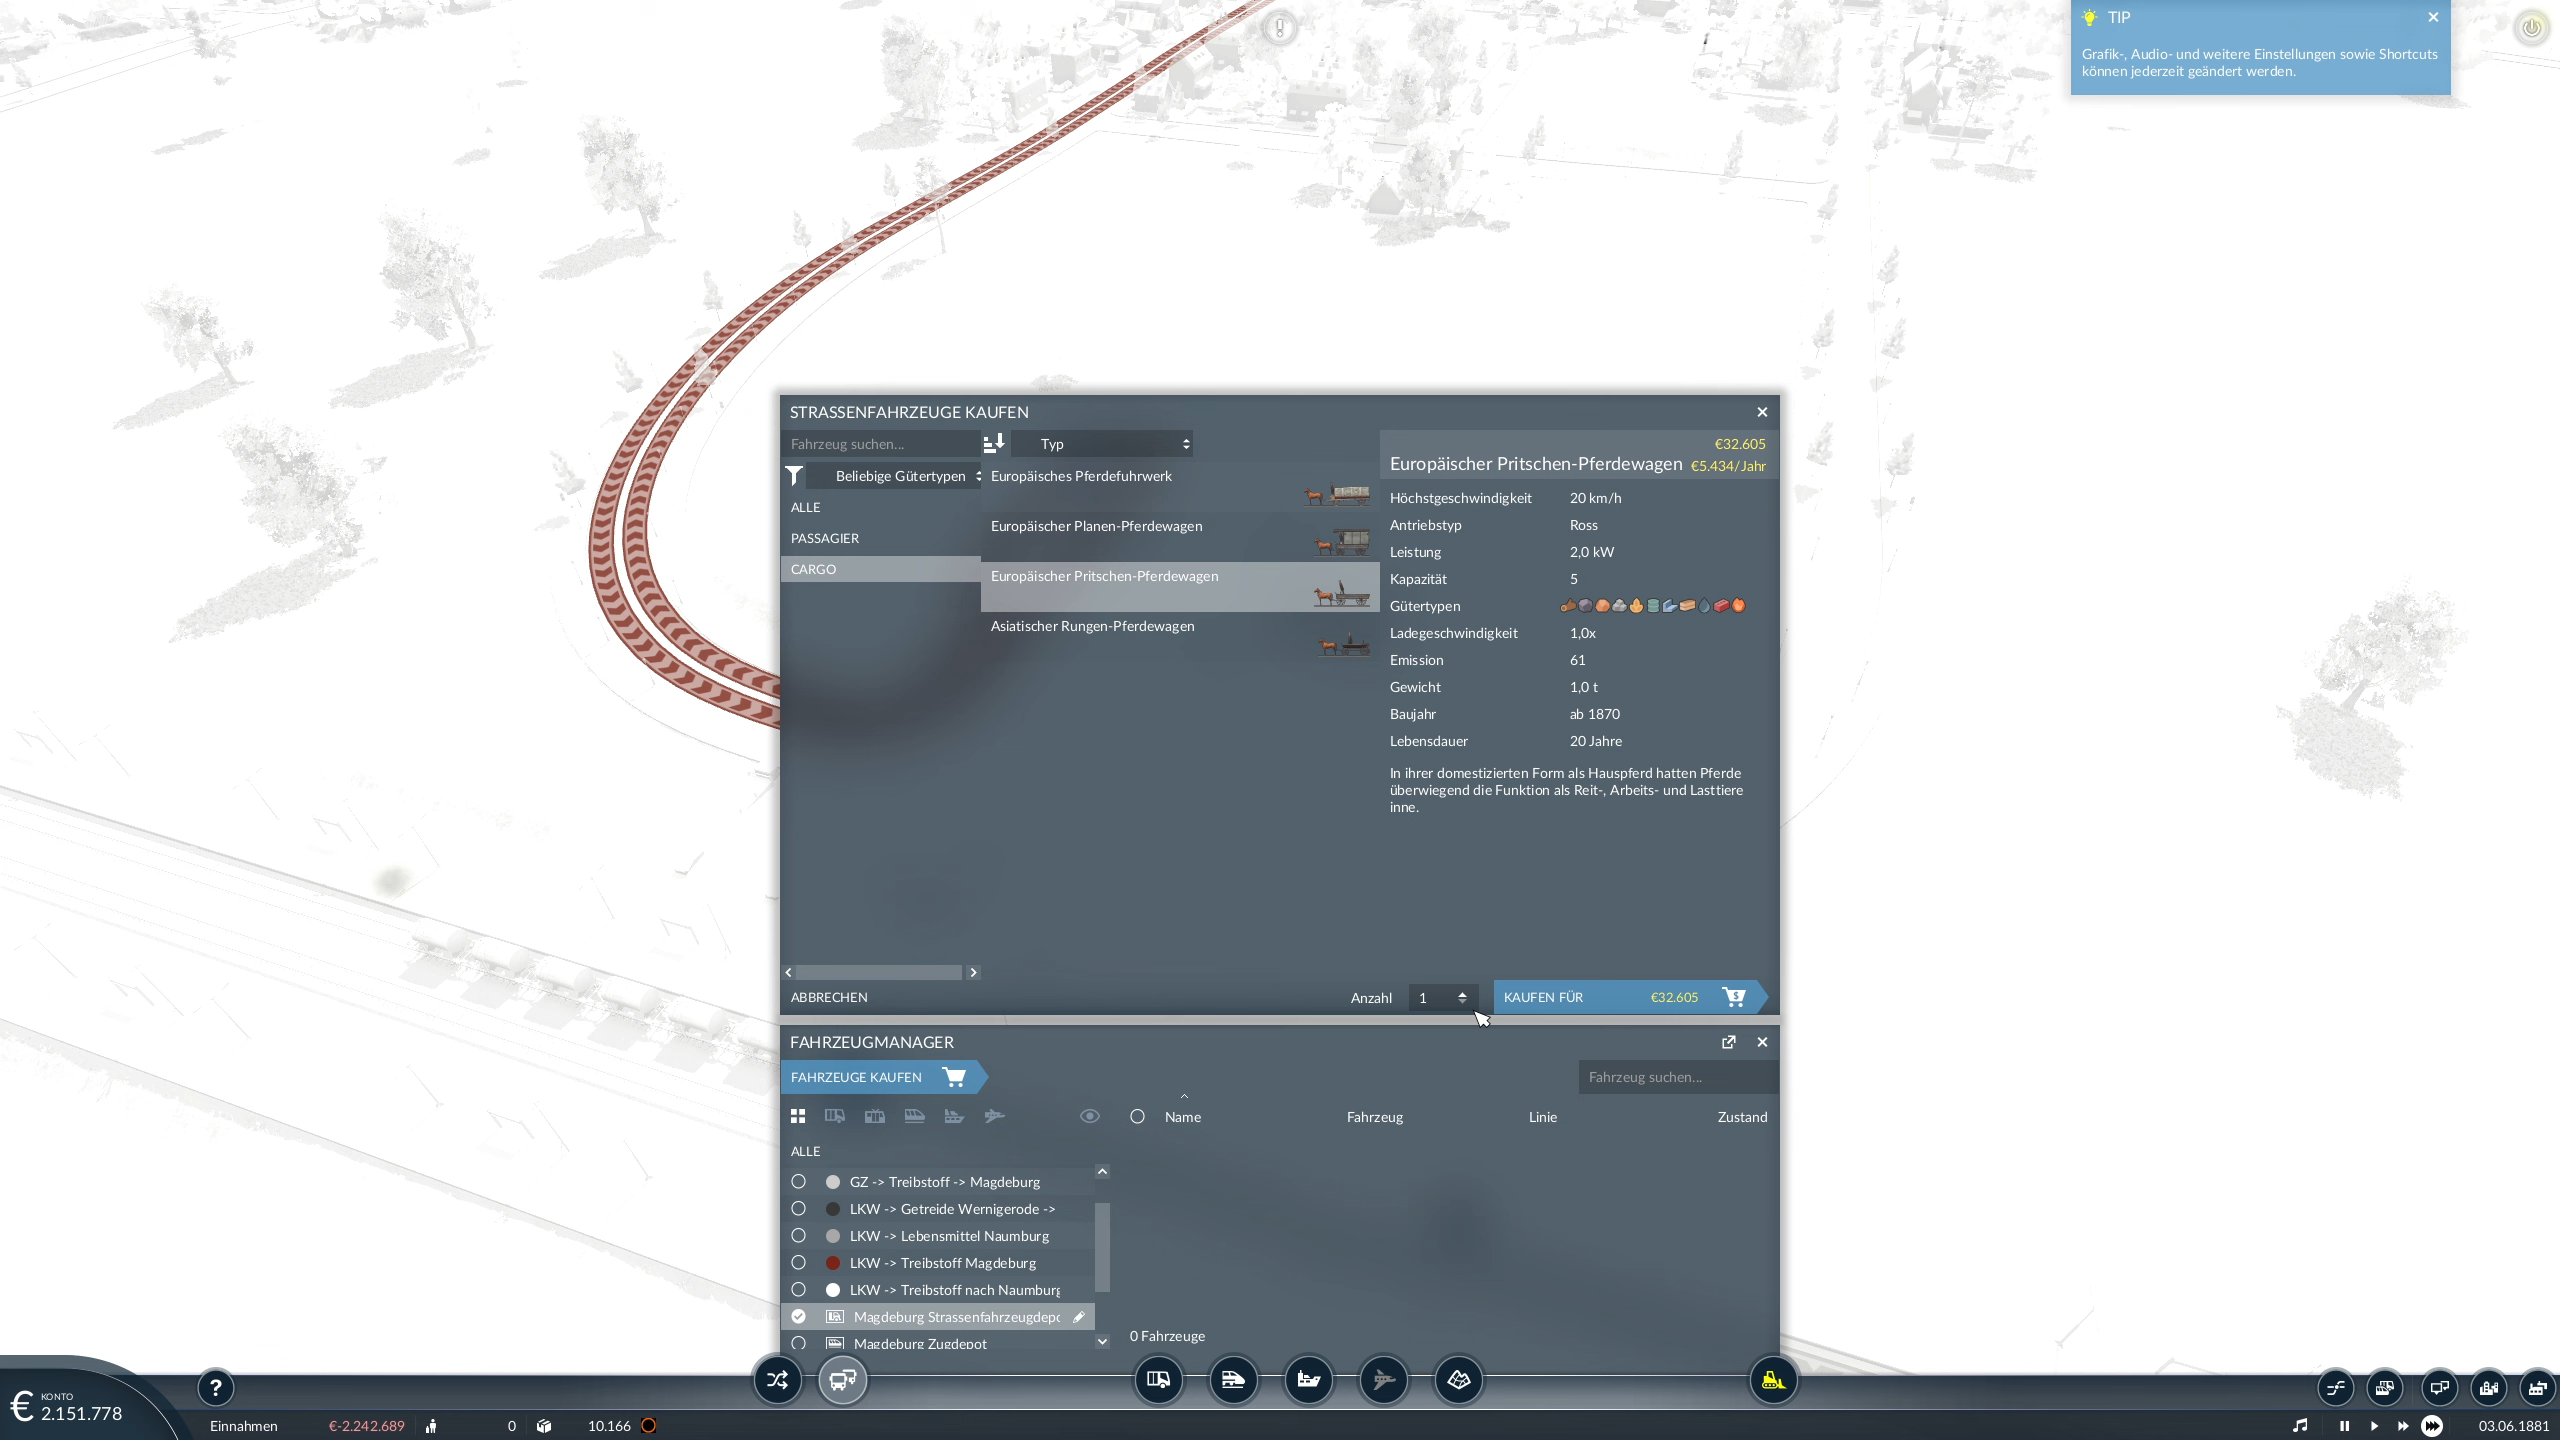 TIP
Grafik-, Audio- und weitere Einstellungen sowie Shortcuts
können jederzeit geändert werden.
STRASSENFAHRZEUGE KAUFEN
Fahrzeug suchen...
Typ
Beliebige Gütertypen
ALLE
PASSAGIER
CARGO
Europäisches Pferdefuhrwerk
Europäischer Planen-Pferdewagen
Europäischer Pritschen-Pferdewagen
Asiatischer Rungen-Pferdewagen
€32.605
Europäischer Pritschen-Pferdewagen €5.434/Jahr
Höchstgeschwindigkeit 20 km/h
Antriebstyp Ross
Leistung 2,0 kW
Kapazität 5
Gütertypen
Ladegeschwindigkeit 1,0x
Emission 61
Gewicht 1,0 t
Baujahr ab 1870
Lebensdauer 20 Jahre
In ihrer domestizierten Form als Hauspferd hatten Pferde
überwiegend die Funktion als Reit-, Arbeits- und Lasttiere
inne.
ABBRECHEN
Anzahl 1
KAUFEN FÜR €32.605
FAHRZEUGMANAGER
FAHRZEUGE KAUFEN
Fahrzeug suchen...
Name Fahrzeug Linie Zustand
ALLE
GZ -> Treibstoff -> Magdeburg
LKW -> Getreide Wernigerode ->
LKW -> Lebensmittel Naumburg
LKW -> Treibstoff Magdeburg
LKW -> Treibstoff nach Naumburg
Magdeburg Strassenfahrzeugdepo
Magdeburg Zugdepot
0 Fahrzeuge
?
€ KONTO
2.151.778
Einnahmen €-2.242.689 0 10.166
03.06.1881